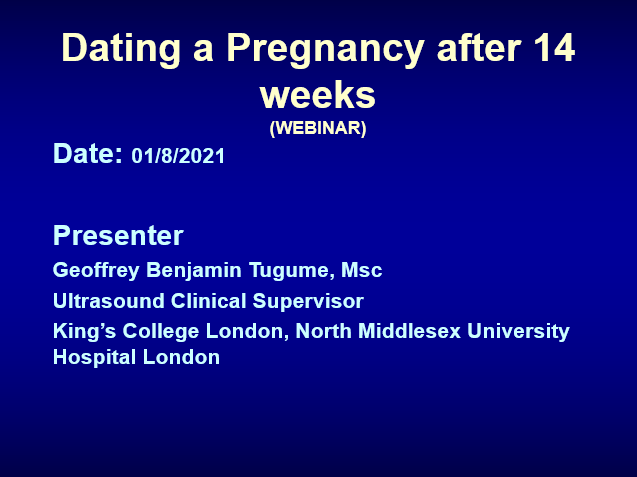 Dating a Pregnancy after 14
weeks
(WEBINAR)
Date: 01/8/2021
Presenter
Geoffrey Benjamin Tugume, Msc
Ultrasound Clinical Supervisor
King’s College London, North Middlesex University
Hospital London